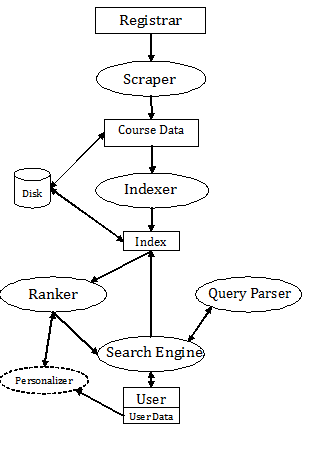 Registrar
Scraper
Course Data
Disk
Indexer
Index
Ranker
Query Parser
Search Engine
Personalizer
User
User Data